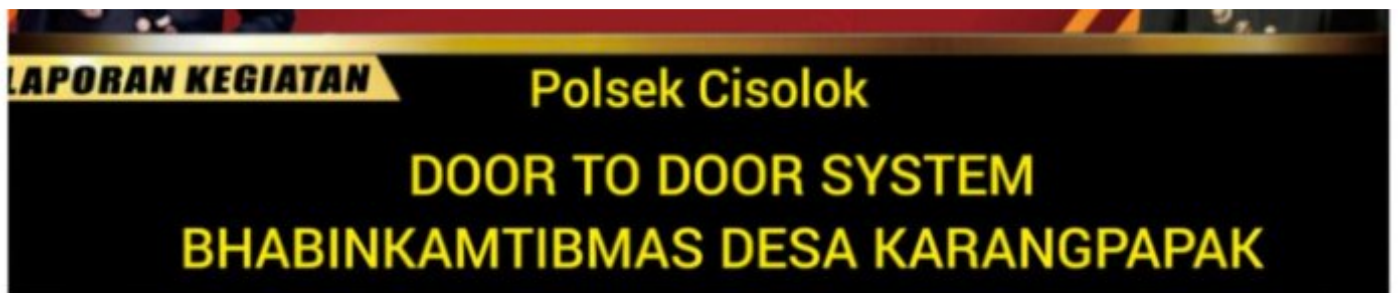 LAPORAN KEGIATAN
Polsek Cisolok
DOOR TO DOOR SYSTEM
BHABINKAMTIBMAS DESA KARANGPAPAK